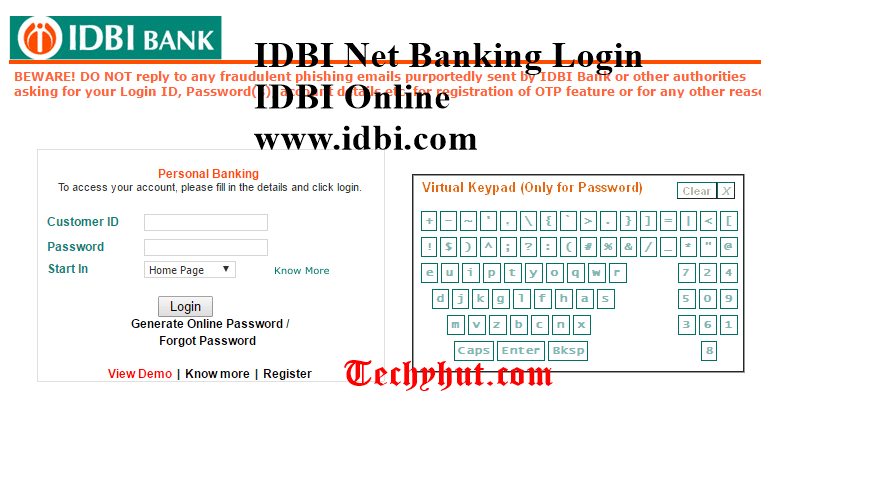 IDBI BANK
IDBI Net Banking Login
BEWARE! DO NOT reply to any fraudulent phishing emails purportedly sent by IDBI Bank or other authorities
asking for your Login ID, Password(s), account details etc. for registration of OTP feature or for any other reaso
IDBI Online
www.idbi.com
Personal Banking
To access your account, please fill in the details and click login.
Customer ID
Password
Start In Home Page ▼ Know More
Login
Generate Online Password /
Forgot Password
View Demo | Know more | Register
Virtual Keypad (Only for Password) Clear X
+ - ~ ' , \ { ` > . } ] = | < [
! $ ) ^ ; ? : ( # % & / _ * " @
e u i p t y o q w r 7 2 4
d j k g l f h a s 5 0 9
m v z b c n x 3 6 1
Caps Enter Bksp 8
Techyhut.com